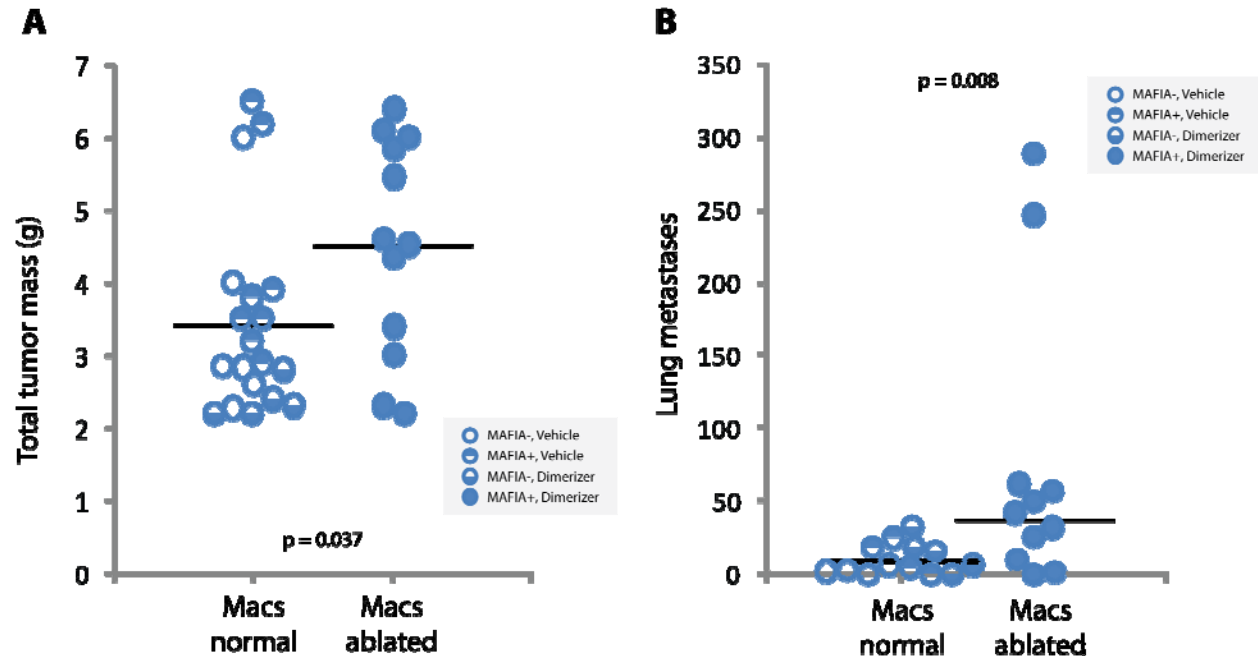 A
Total tumor mass (g)
7
6
5
4
3
2
1
0
p = 0.037
MAFIA-, Vehicle
MAFIA+, Vehicle
MAFIA-, Dimerizer
MAFIA+, Dimerizer
Macs
normal
Macs
ablated
B
Lung metastases
350
300
250
200
150
100
50
0
p = 0.008
MAFIA-, Vehicle
MAFIA+, Vehicle
MAFIA-, Dimerizer
MAFIA+, Dimerizer
Macs
normal
Macs
ablated